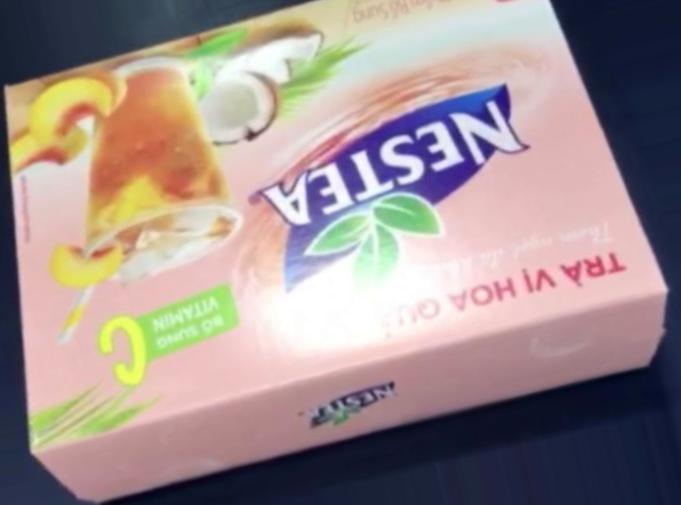 TRÀ VỊ HOA QUẢ
NESTEA
BỔ SUNG
VITAMIN
C
NESTEA